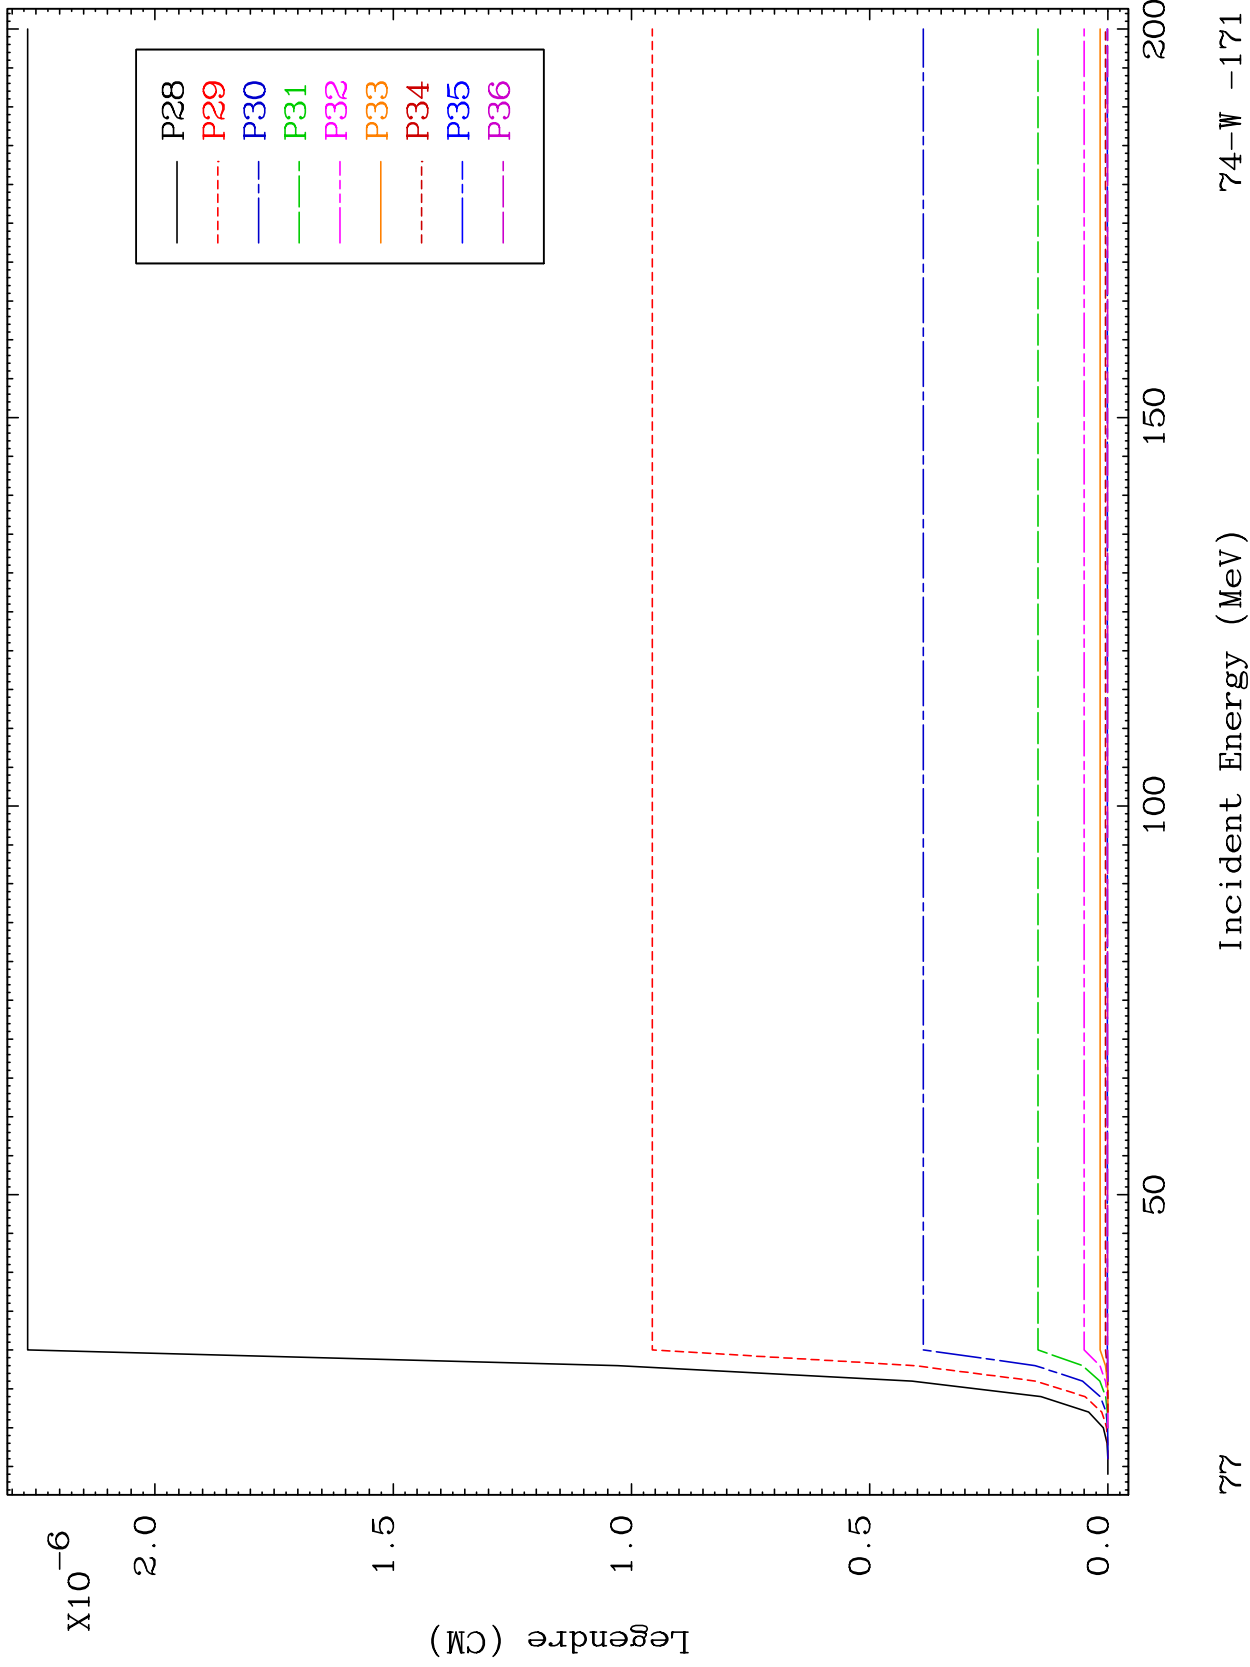 X10-6
2.0
1.5
1.0
0.5
0.0
Legendre (CM)
P28
P29
P30
P31
P32
P33
P34
P35
P36
50
100
150
200
Incident Energy (MeV)
77
74-W -171